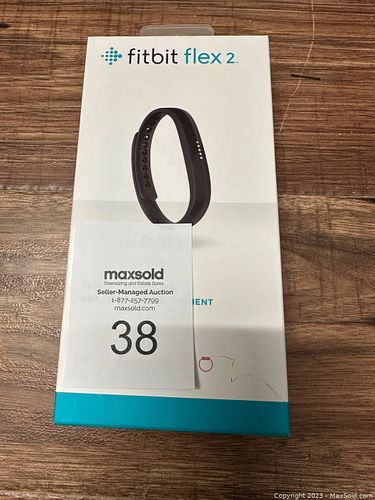 fitbit flex 2
maxsold
Downsizing and Estate Sales
Seller-Managed Auction
1-877-257-7799
maxsold.com
38
Copyright 2023 - MaxSold.com